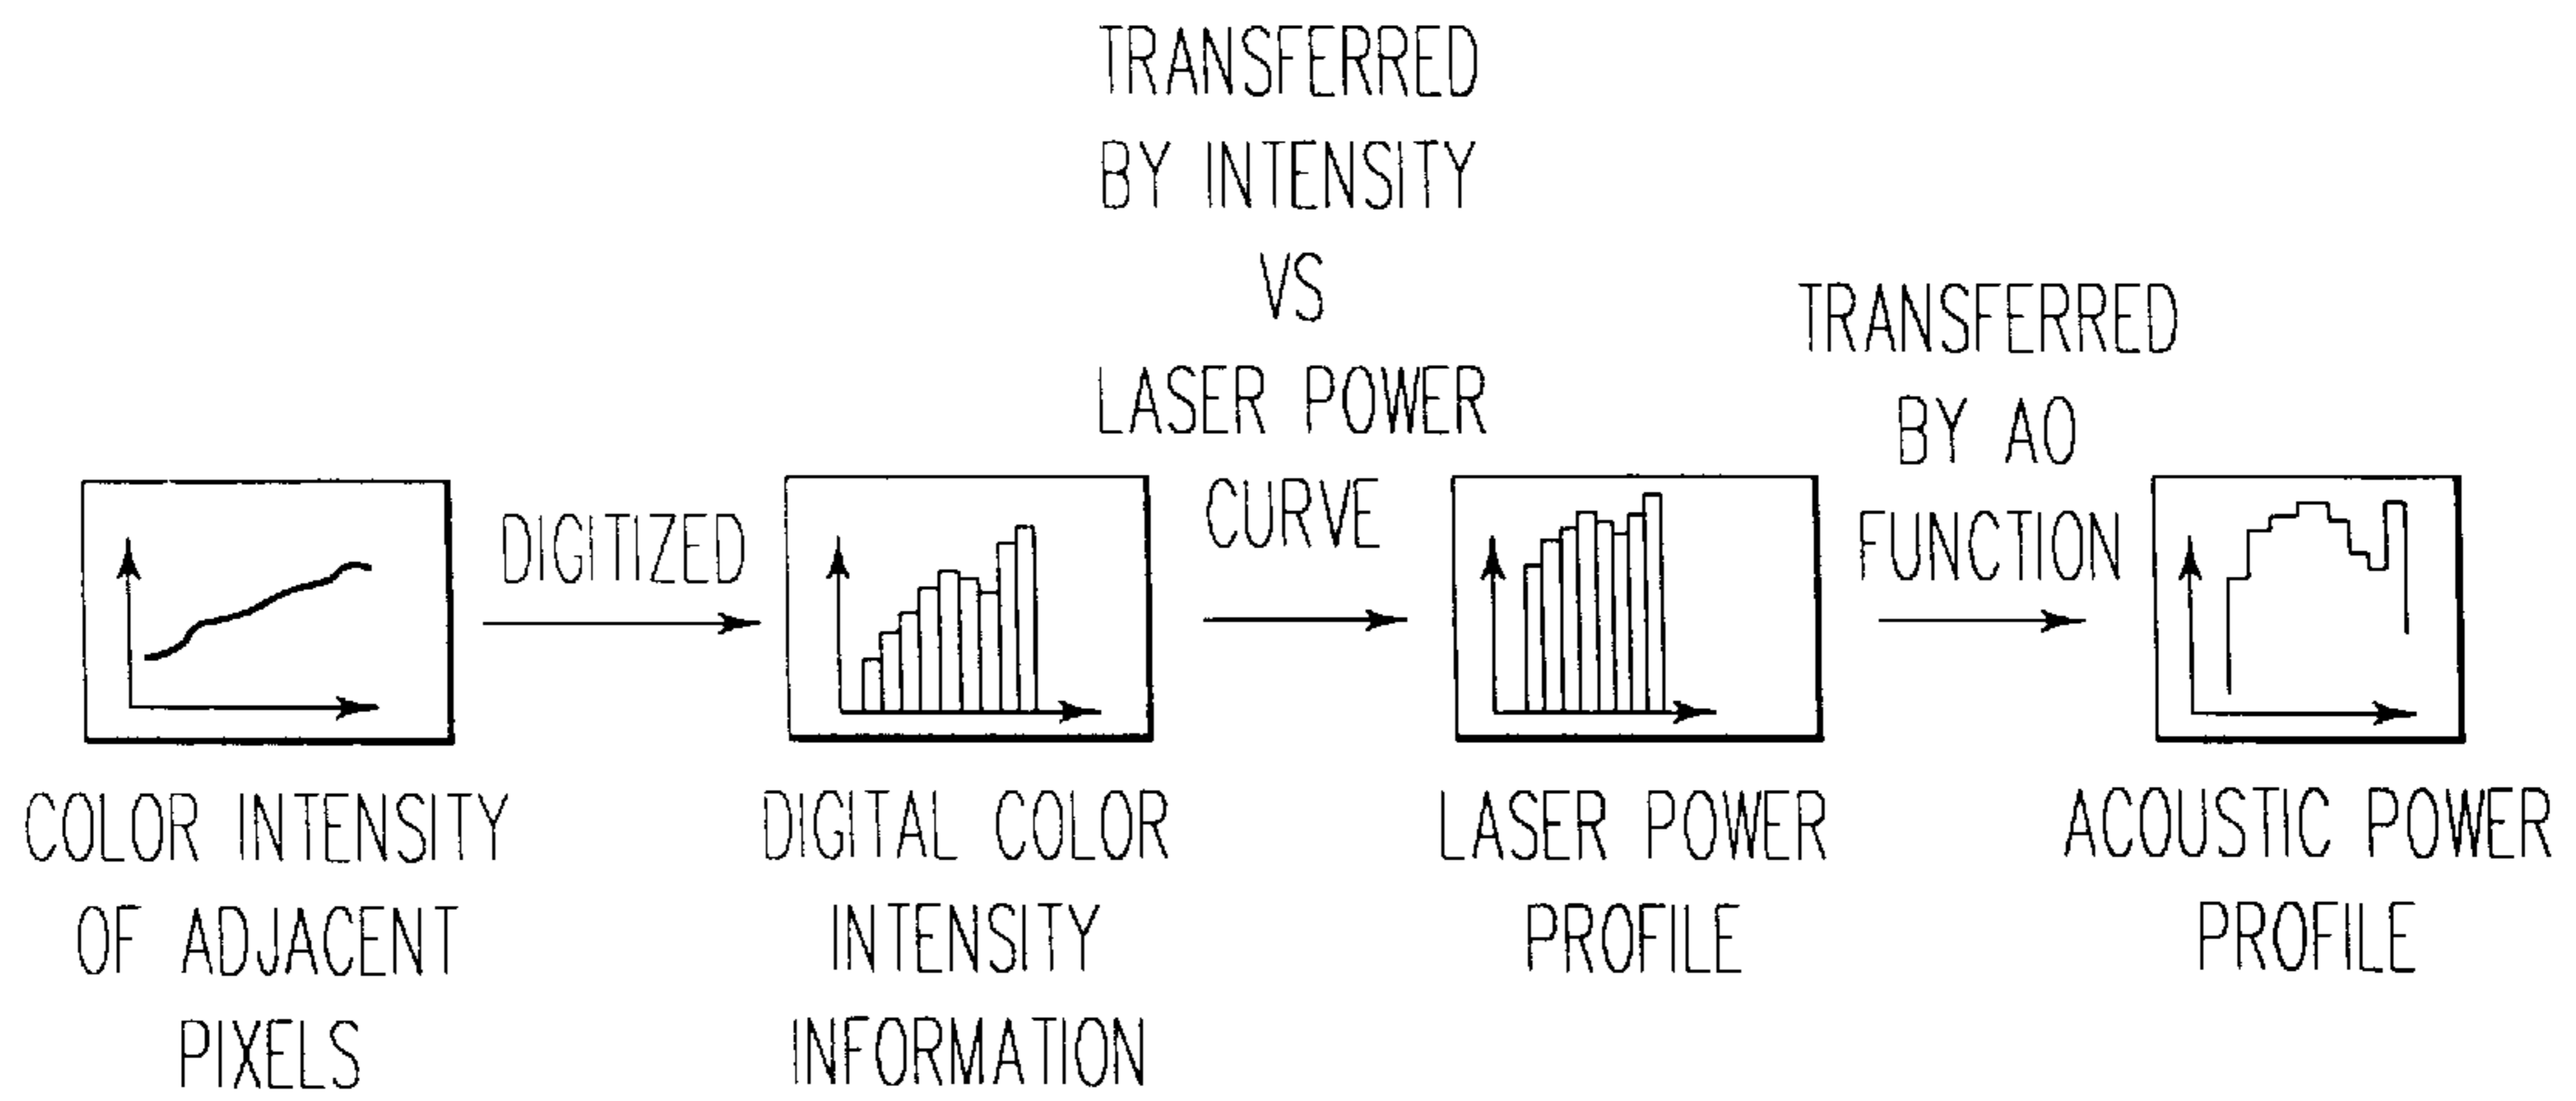 TRANSFERRED
BY INTENSITY
VS
LASER POWER
CURVE
TRANSFERRED
BY AO
FUNCTION
DIGITIZED
COLOR INTENSITY
OF ADJACENT
PIXELS
DIGITAL COLOR
INTENSITY
INFORMATION
LASER POWER
PROFILE
ACOUSTIC POWER
PROFILE